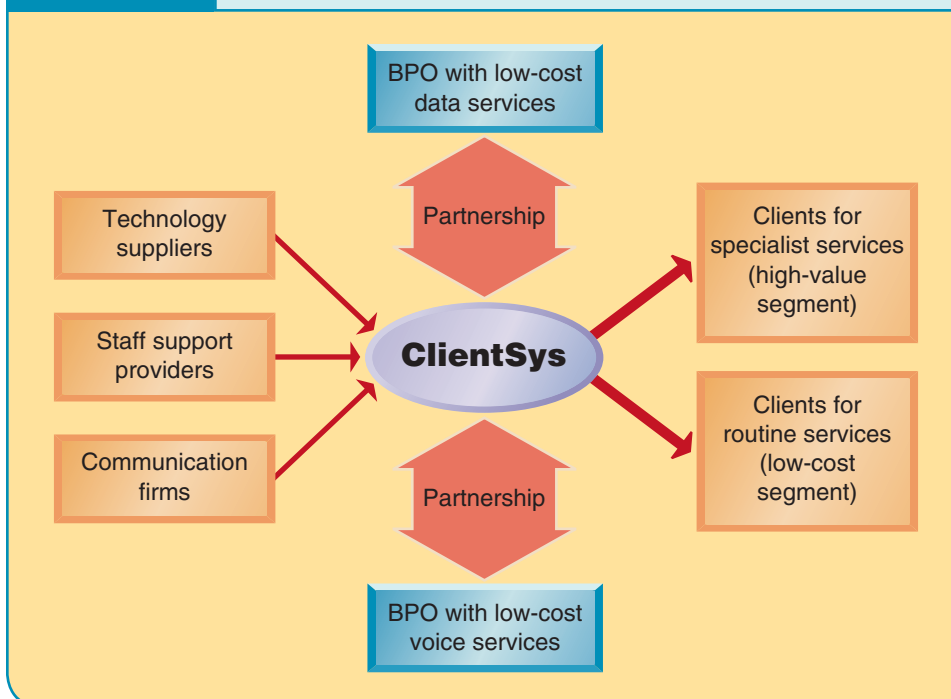 BPO with low-cost
data services
Partnership
Technology
suppliers
Staff support
providers
Communication
firms
ClientSys
Clients for
specialist services
(high-value
segment)
Clients for
routine services
(low-cost
segment)
Partnership
BPO with low-cost
voice services